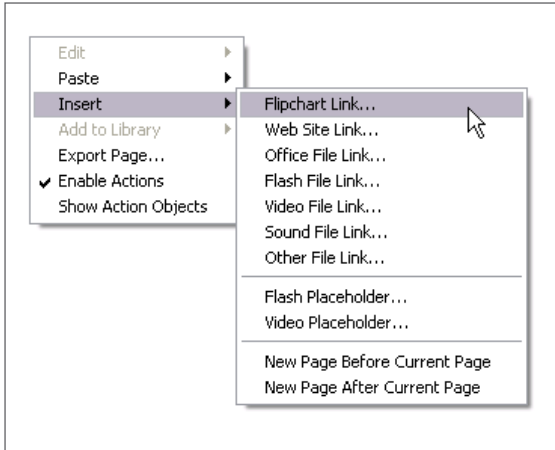 Edit
Paste
Insert
Add to Library
Export Page...
Enable Actions
Show Action Objects
Flipchart Link...
Web Site Link...
Office File Link...
Flash File Link...
Video File Link...
Sound File Link...
Other File Link...
Flash Placeholder...
Video Placeholder...
New Page Before Current Page
New Page After Current Page